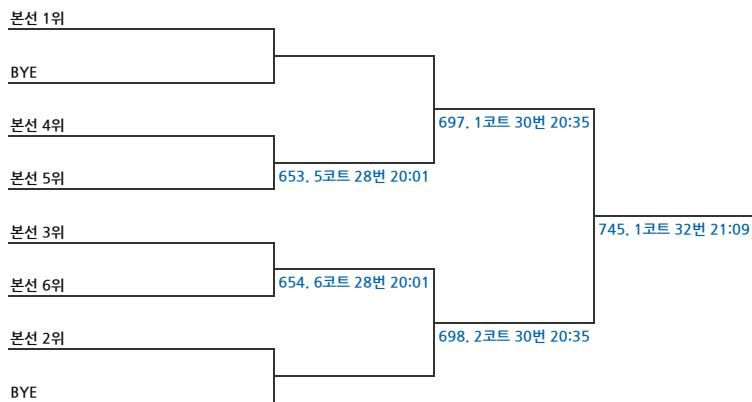 본선 1위
BYE
697. 1코트 30번 20:35
본선 4위
본선 5위
653. 5코트 28번 20:01
745. 1코트 32번 21:09
본선 3위
본선 6위
654. 6코트 28번 20:01
본선 2위
698. 2코트 30번 20:35
BYE